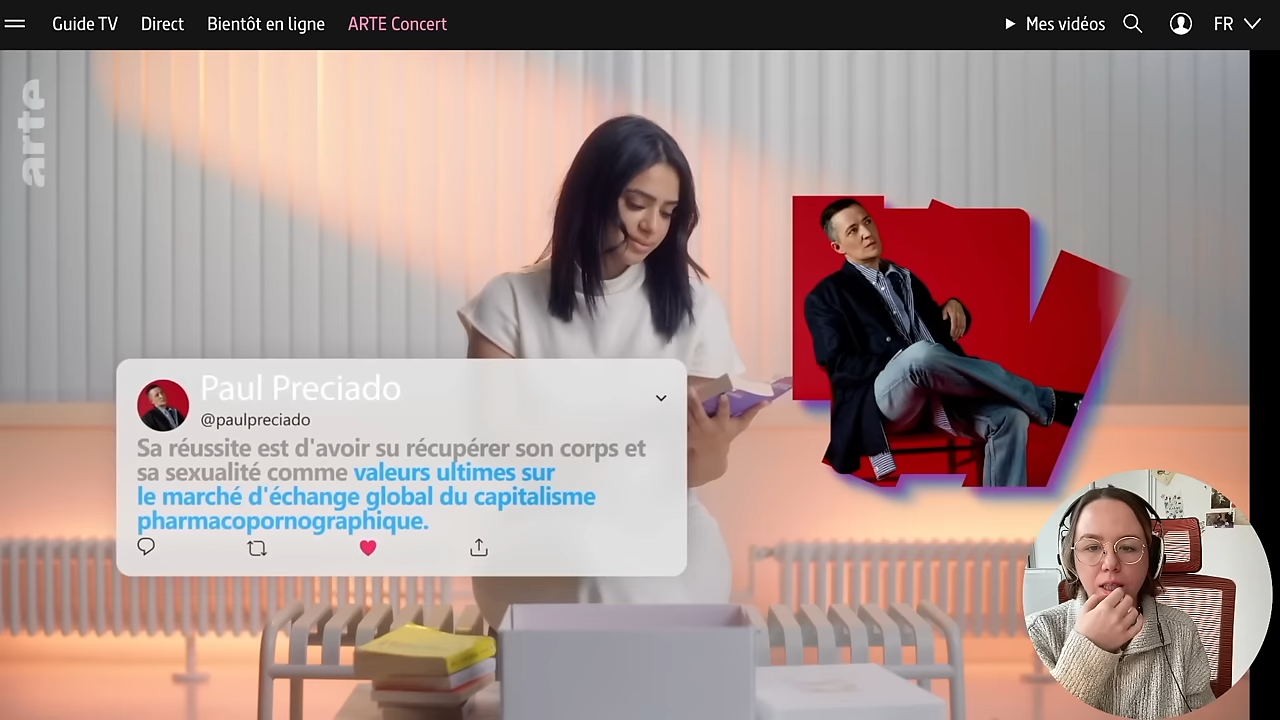 Guide TV
Direct
Bientôt en ligne
ARTE Concert
Mes vidéos
FR
arte
Paul Preciado
@paulpreciado
Sa réussite est d'avoir su récupérer son corps et
sa sexualité comme valeurs ultimes sur
le marché d'échange global du capitalisme
pharmacopornographique.